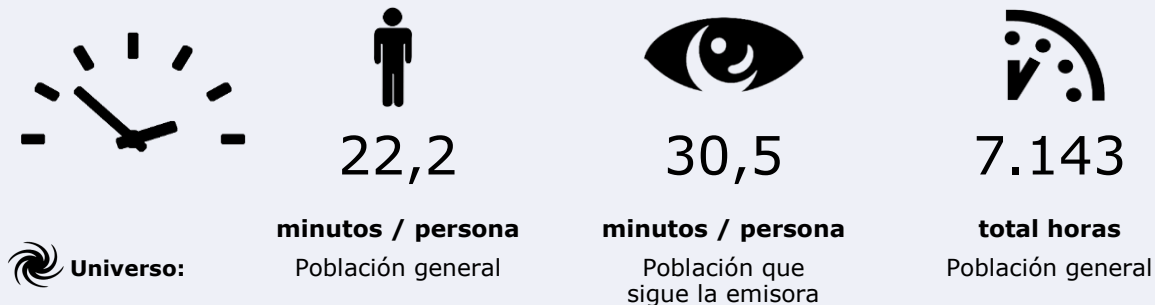 22,2
30,5
7.143
minutos / persona
minutos / persona
total horas
Universo:
Población general
Población que
sigue la emisora
Población general